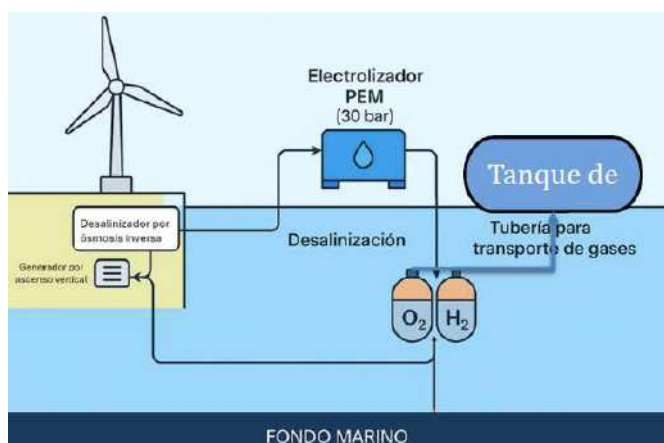 Electrolizador
PEM
(30 bar)
Tanque de
Desalinizador por
ósmosis inversa
Desalinización
Tubería para
transporte de gases
Generador por
ascenso vertical
O₂
H₂
FONDO MARINO